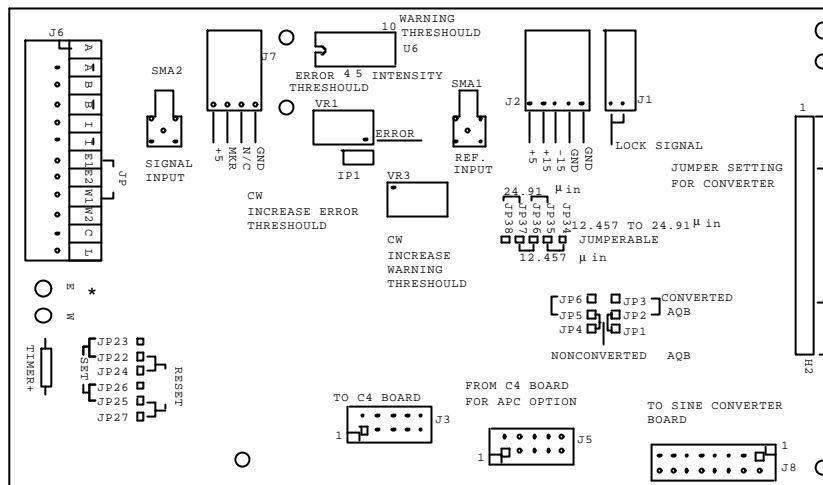 J6
A
A
B
B
I
I
E1
E2
W1
W2
C
L
JP
E
W
*
TIMER+
JP23
JP22
JP24
JP26
JP25
JP27
SET
RESET
SMA2
SIGNAL
INPUT
J7
+5
MKR
N/C
GND
10
WARNING
THRESHOULD
U6
ERROR 4 5 INTENSITY
THRESHOULD
VR1
ERROR
IP1
VR3
CW
INCREASE ERROR
THRESHOULD
CW
INCREASE
WARNING
THRESHOULD
SMA1
REF.
INPUT
J2
+5
+15
-15
GND
GND
J1
LOCK SIGNAL
JUMPER SETTING
FOR CONVERTER
24.91 μ in
JP38
JP37
JP36
JP35
JP34
12.457 TO 24.91 μ in
JUMPERABLE
12.457 μ in
JP6
JP5
JP4
JP3
JP2
JP1
CONVERTED
AQB
NONCONVERTED AQB
1
H2
TO C4 BOARD
1
J3
FROM C4 BOARD
FOR APC OPTION
1
J5
TO SINE CONVERTER
BOARD
1
J8